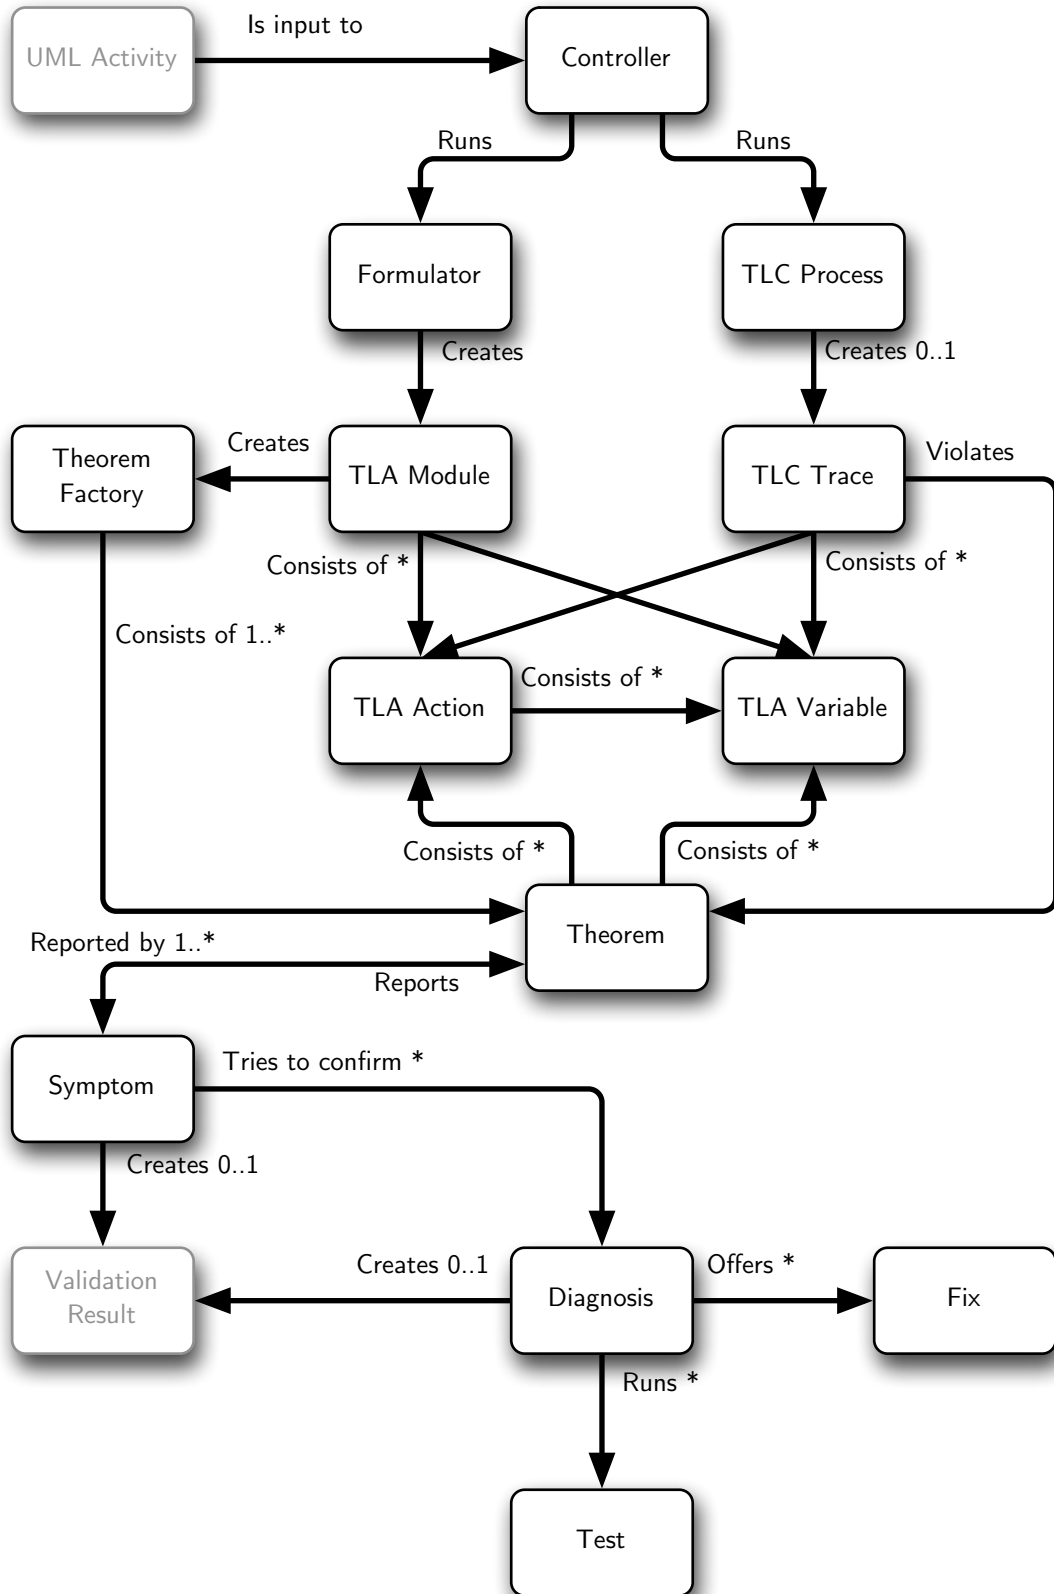 Is input to
UML Activity
Controller
Runs
Runs
Formulator
TLC Process
Creates
Creates 0..1
Creates
Violates
Theorem
Factory
TLA Module
TLC Trace
Consists of *
Consists of *
Consists of 1..*
Consists of *
TLA Action
TLA Variable
Consists of *
Consists of *
Theorem
Reported by 1..*
Reports
Tries to confirm *
Symptom
Creates 0..1
Creates 0..1
Offers *
Validation
Result
Diagnosis
Fix
Runs *
Test